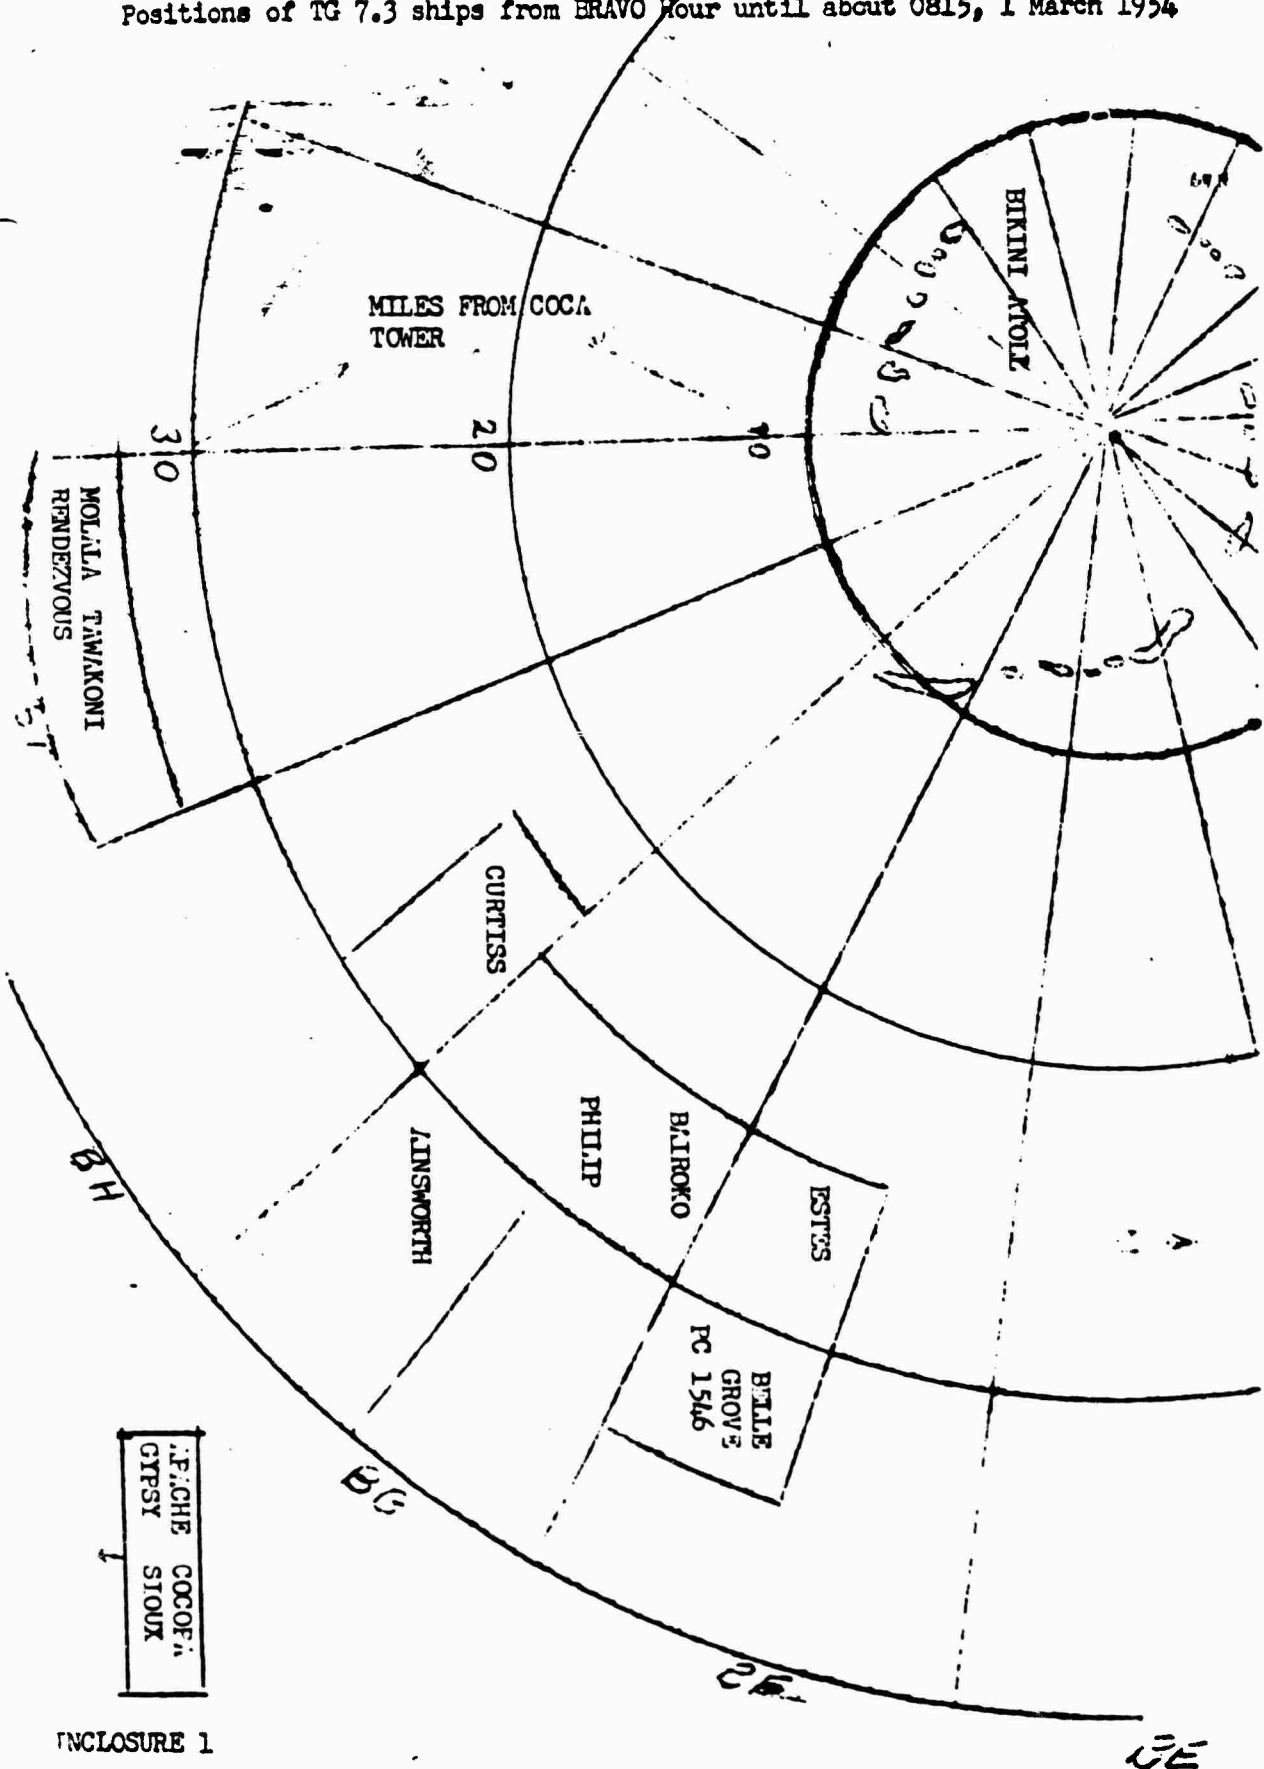 Positions of TG 7.3 ships from BRAVO Hour until about 0815, 1 March 1954
BIKINI ATOLL
MILES FROM COCA
TOWER
30
20
10
MOLALA TAWAKONI
RENDEZVOUS
CURTISS
PHILIP
BAIROKO
ESTES
AINSWORTH
BELLE
GROVE
PC 1546
BH
BG
APACHE COCOPA
GYPSY SIOUX
INCLOSURE 1